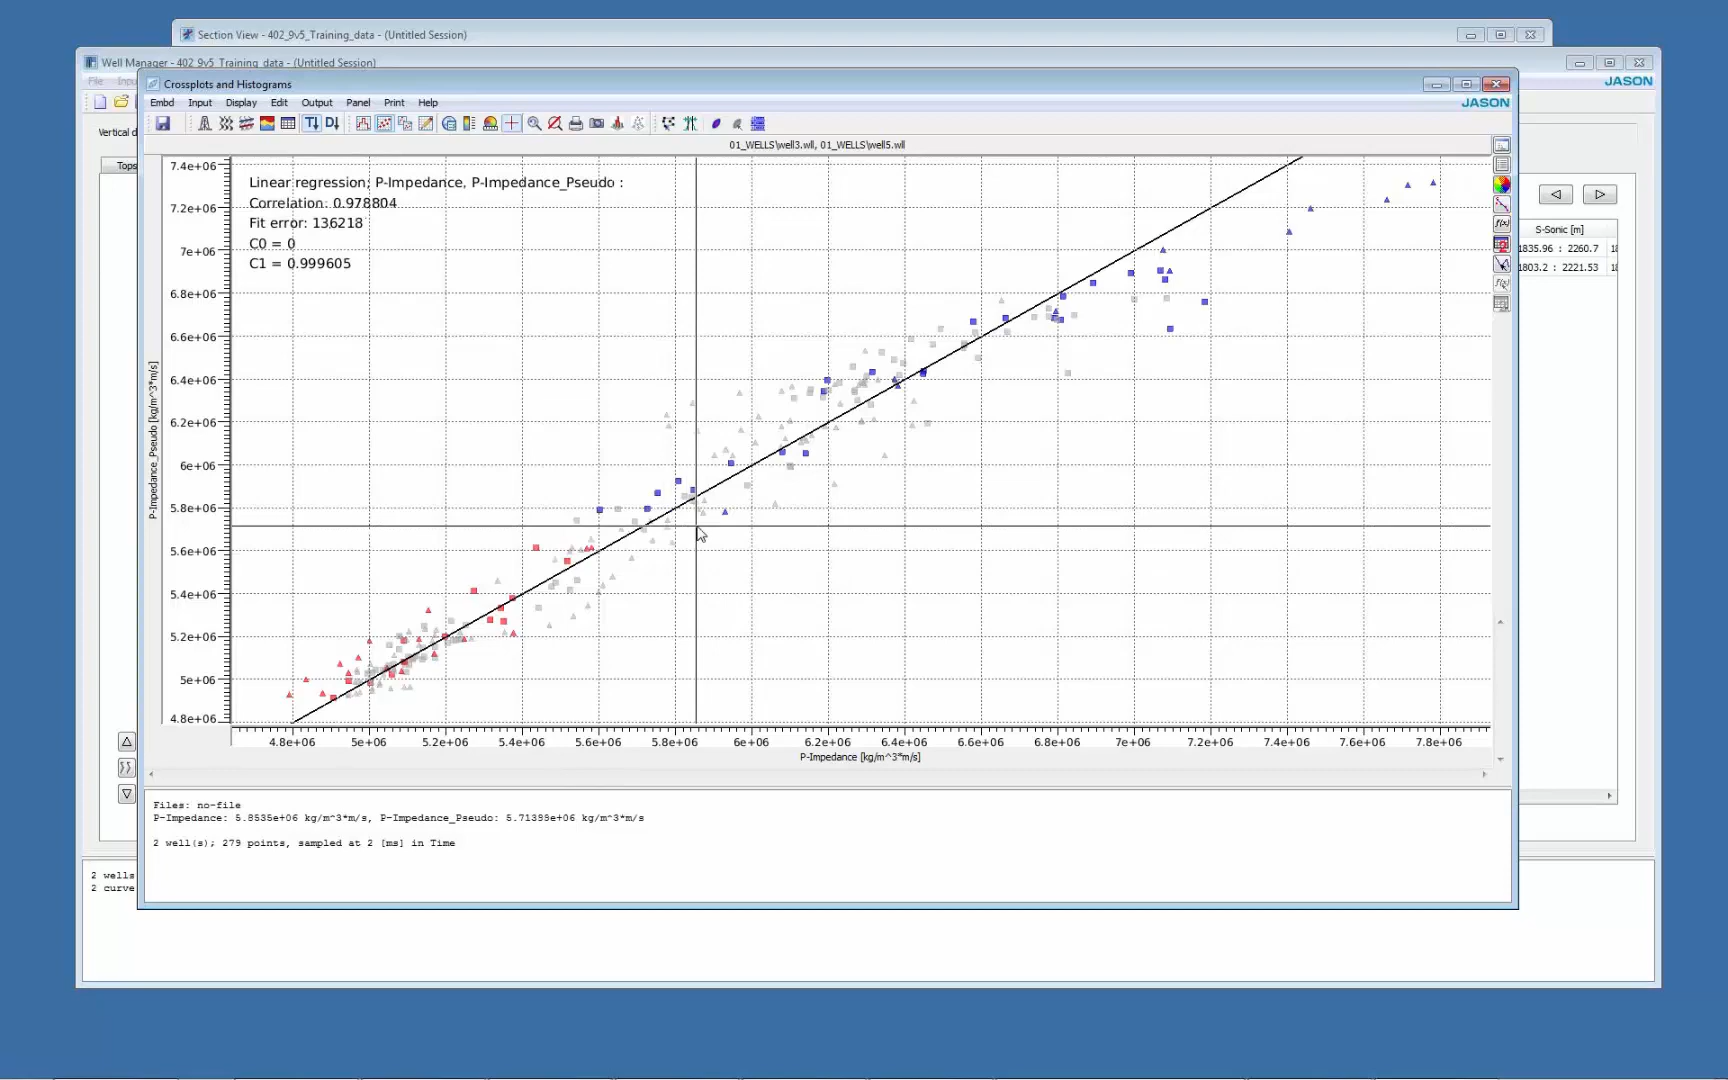 Section View - 402_9v5_Training_data - (Untitled Session)
Well Manager - 402_9v5_Training_data - (Untitled Session)
File
JASON
Crossplots and Histograms
Embd Input Display Edit Output Panel Print Help
JASON
Vertical d
01_WELLS\well3.wll, 01_WELLS\well5.wll
Tops
7.4e+06
Linear regression; P-Impedance, P-Impedance_Pseudo :
Correlation: 0.978804
Fit error: 136218
C0 = 0
C1 = 0.999605
7.2e+06
7e+06
6.8e+06
6.6e+06
6.4e+06
6.2e+06
6e+06
5.8e+06
5.6e+06
5.4e+06
5.2e+06
5e+06
4.8e+06
P-Impedance_Pseudo [kg/m^3*m/s]
S-Sonic [m]
1835.96 : 2260.7
1803.2 : 2221.53
4.8e+06 5e+06 5.2e+06 5.4e+06 5.6e+06 5.8e+06 6e+06 6.2e+06 6.4e+06 6.6e+06 6.8e+06 7e+06 7.2e+06 7.4e+06 7.6e+06 7.8e+06
P-Impedance [kg/m^3*m/s]
Files: no-file
P-Impedance: 5.8535e+06 kg/m^3*m/s, P-Impedance_Pseudo: 5.71399e+06 kg/m^3*m/s
2 well(s); 279 points, sampled at 2 [ms] in Time
2 wells
2 curve